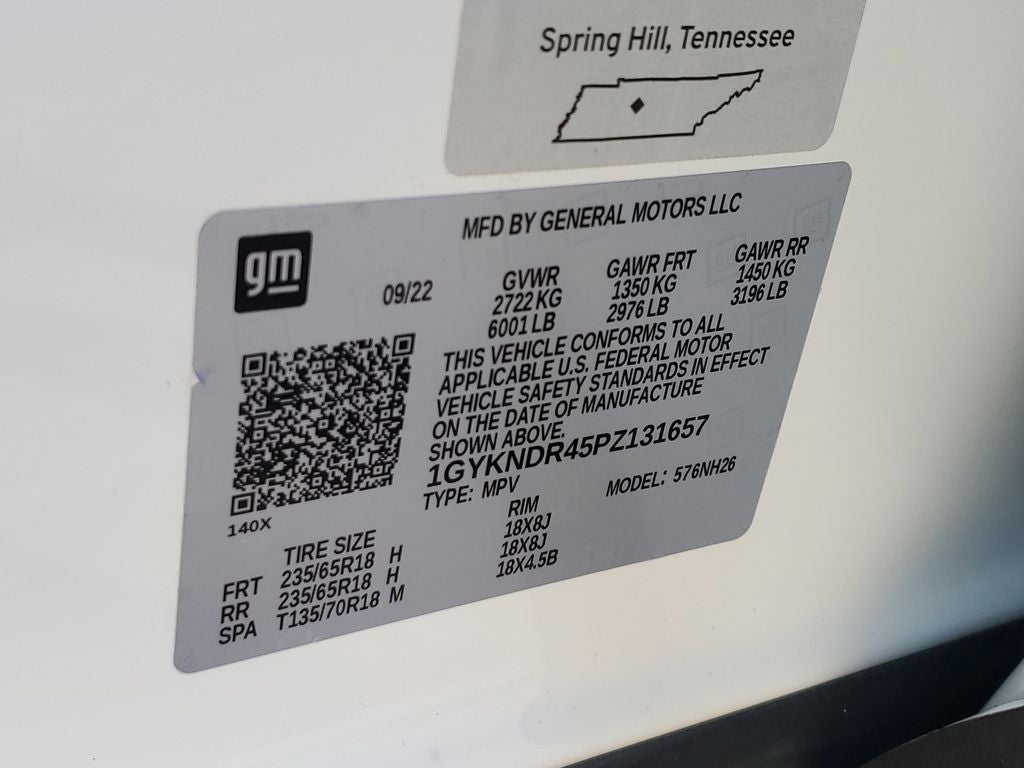 Spring Hill, Tennessee
gm
MFD BY GENERAL MOTORS LLC
09/22
GVWR
2722 KG
6001 LB
GAWR FRT
1350 KG
2976 LB
GAWR RR
1450 KG
3196 LB
THIS VEHICLE CONFORMS TO ALL
APPLICABLE U.S. FEDERAL MOTOR
VEHICLE SAFETY STANDARDS IN EFFECT
ON THE DATE OF MANUFACTURE
SHOWN ABOVE.
1GYKNDR45PZ131657
TYPE: MPV
MODEL: 576NH26
140X
TIRE SIZE
RIM
FRT 235/65R18 H 18X8J
RR 235/65R18 H 18X8J
SPA T135/70R18 M 18X4.5B